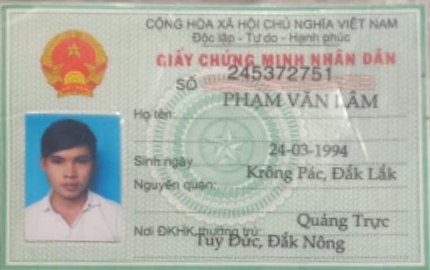 CỘNG HÒA XÃ HỘI CHỦ NGHĨA VIỆT NAM
Độc lập - Tự do - Hạnh phúc
GIẤY CHỨNG MINH NHÂN DÂN
SỐ 245372751
Họ tên: PHẠM VĂN LÂM
Sinh ngày 24-03-1994
Nguyên quán: Krông Pác, Đắk Lắk
Nơi ĐKHK thường trú: Quảng Trực
Tuy Đức, Đắk Nông